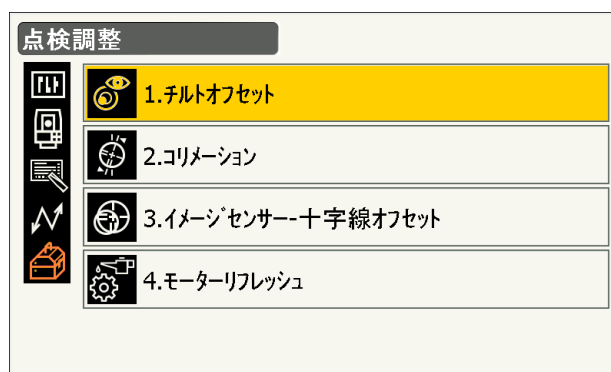 点検調整
1.チルトオフセット
2.コリメーション
3.イメージセンサー-十字線オフセット
4.モーターリフレッシュ